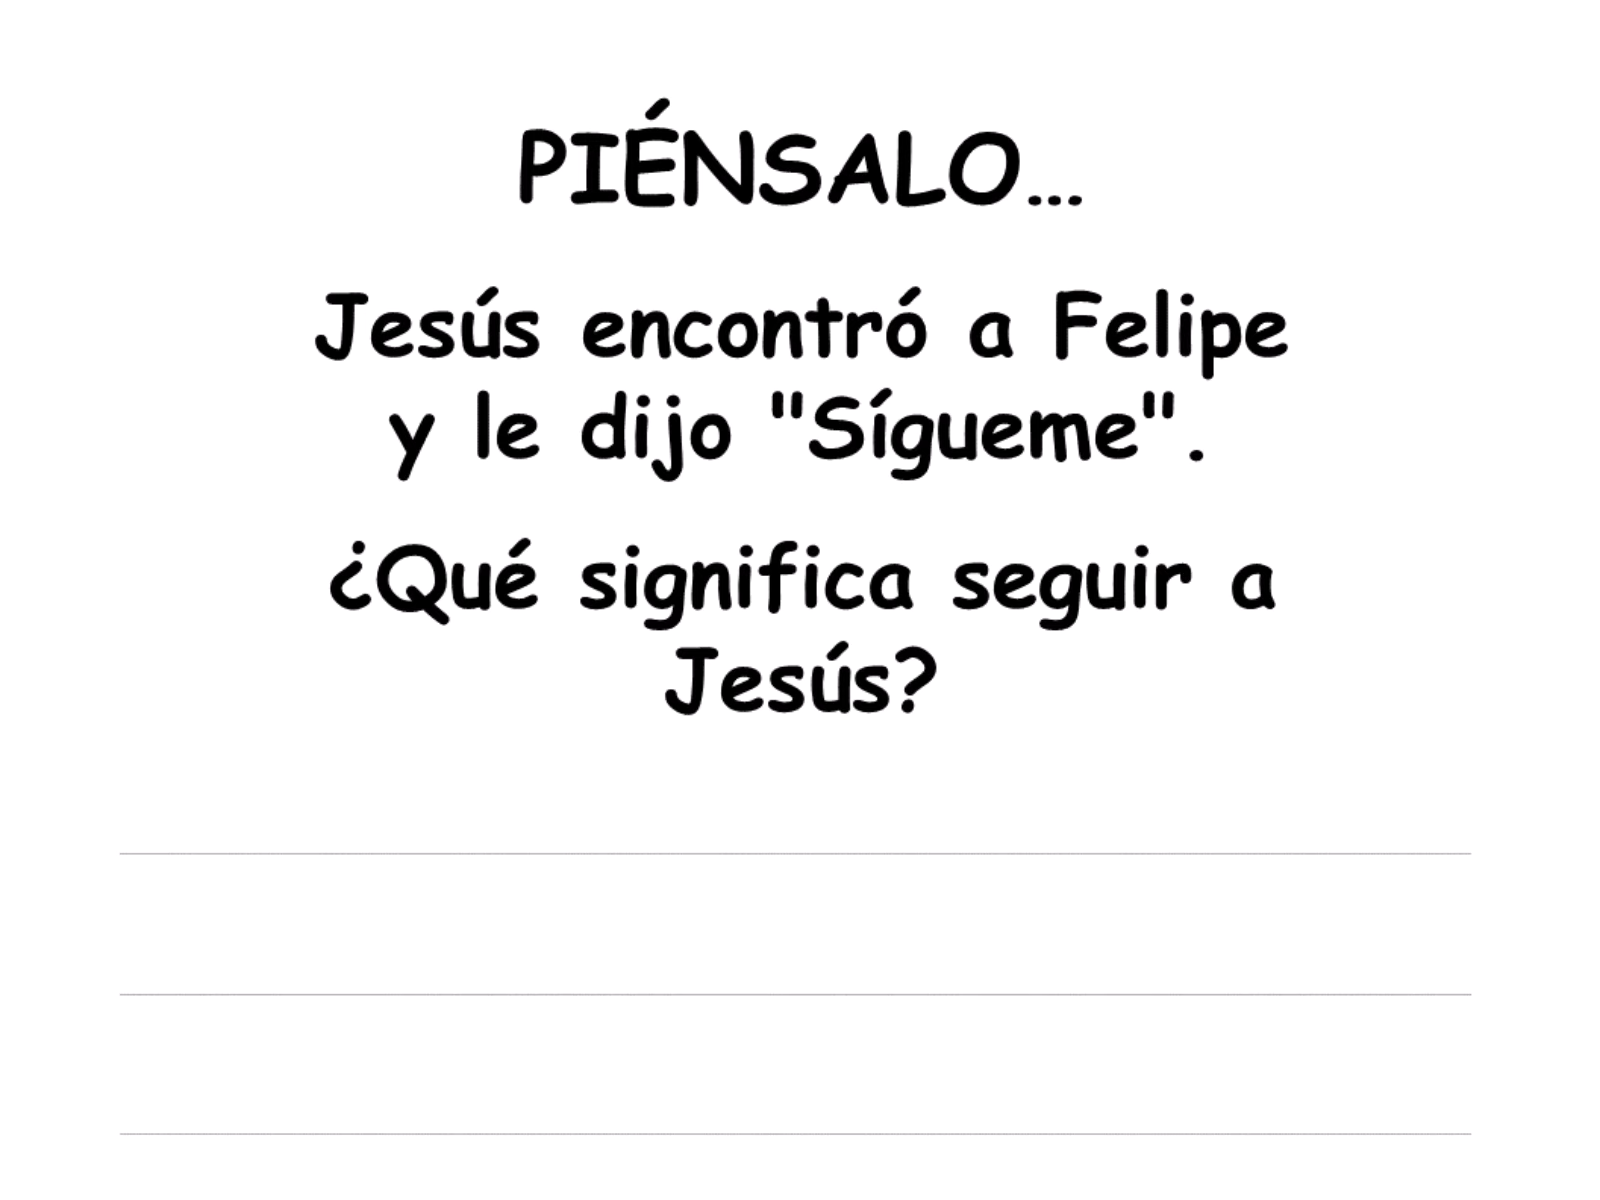 PIÉNSALO...
Jesús encontró a Felipe
y le dijo "Sígueme".
¿Qué significa seguir a
Jesús?